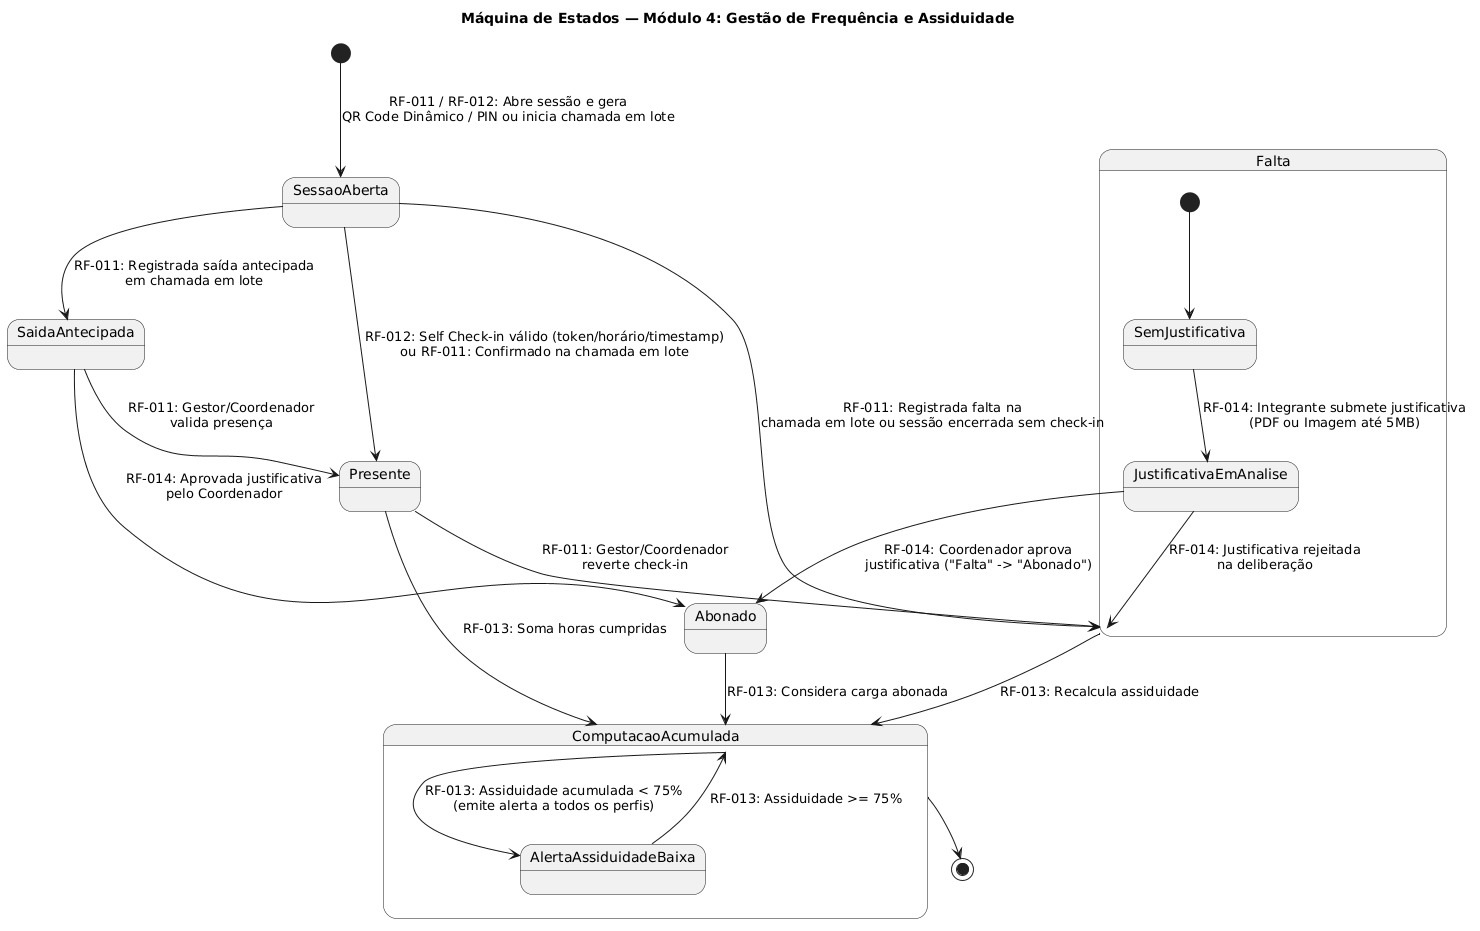 Máquina de Estados — Módulo 4: Gestão de Frequência e Assiduidade
RF-011 / RF-012: Abre sessão e gera
QR Code Dinâmico / PIN ou inicia chamada em lote
Falta
SessaoAberta
RF-011: Registrada saída antecipada
em chamada em lote
SaidaAntecipada
RF-012: Self Check-in válido (token/horário/timestamp)
ou RF-011: Confirmado na chamada em lote
SemJustificativa
RF-011: Gestor/Coordenador
valida presença
RF-011: Registrada falta na
chamada em lote ou sessão encerrada sem check-in
RF-014: Integrante submete justificativa
(PDF ou Imagem até 5MB)
RF-014: Aprovada justificativa
pelo Coordenador
Presente
JustificativaEmAnalise
RF-011: Gestor/Coordenador
reverte check-in
RF-014: Coordenador aprova
justificativa ("Falta" -> "Abonado")
RF-014: Justificativa rejeitada
na deliberação
Abonado
RF-013: Soma horas cumpridas
RF-013: Considera carga abonada
RF-013: Recalcula assiduidade
ComputacaoAcumulada
RF-013: Assiduidade acumulada < 75%
(emite alerta a todos os perfis)
RF-013: Assiduidade >= 75%
AlertaAssiduidadeBaixa